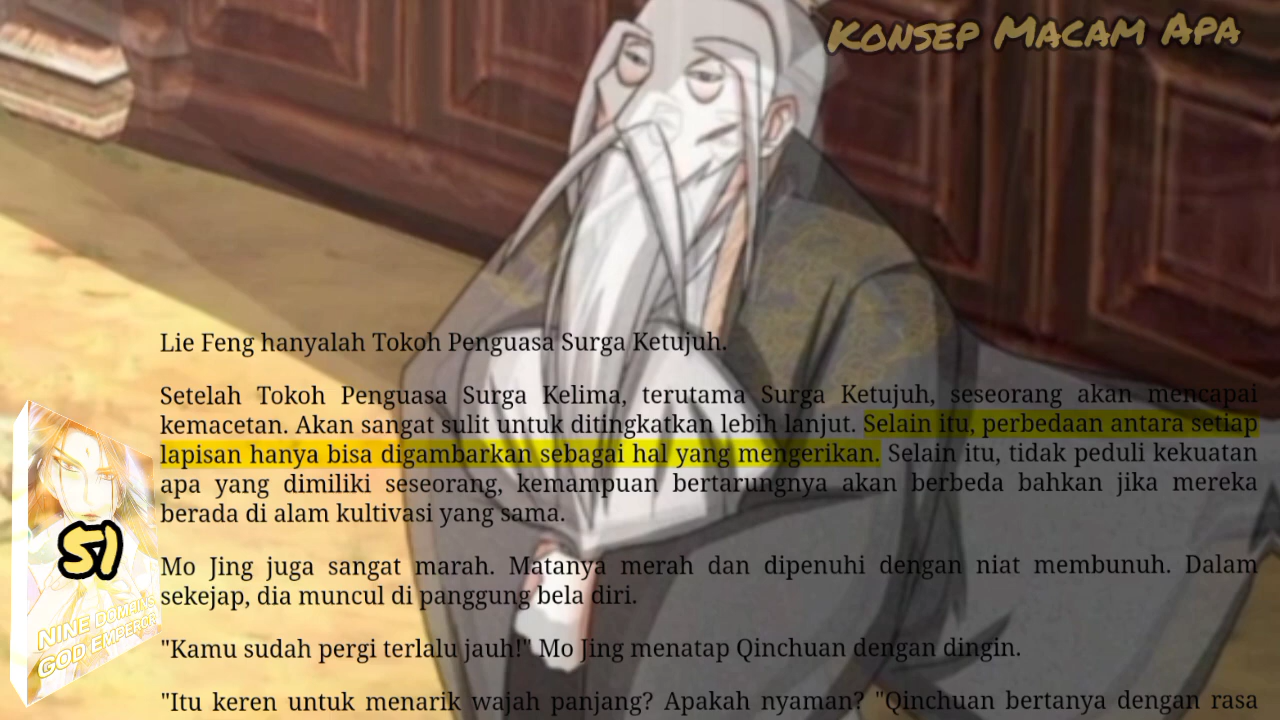 Konsep Macam Apa
Lie Feng hanyalah Tokoh Penguasa Surga Ketujuh.
Setelah Tokoh Penguasa Surga Kelima, terutama Surga Ketujuh, seseorang akan mencapai
kemacetan. Akan sangat sulit untuk ditingkatkan lebih lanjut. Selain itu, perbedaan antara setiap
lapisan hanya bisa digambarkan sebagai hal yang mengerikan. Selain itu, tidak peduli kekuatan
apa yang dimiliki seseorang, kemampuan bertarungnya akan berbeda bahkan jika mereka
berada di alam kultivasi yang sama.
Mo Jing juga sangat marah. Matanya merah dan dipenuhi dengan niat membunuh. Dalam
sekejap, dia muncul di panggung bela diri.
"Kamu sudah pergi terlalu jauh!" Mo Jing menatap Qinchuan dengan dingin.
"Itu keren untuk menarik wajah panjang? Apakah nyaman? "Qinchuan bertanya dengan rasa
51
NINE DOMAINS
GOD EMPEROR